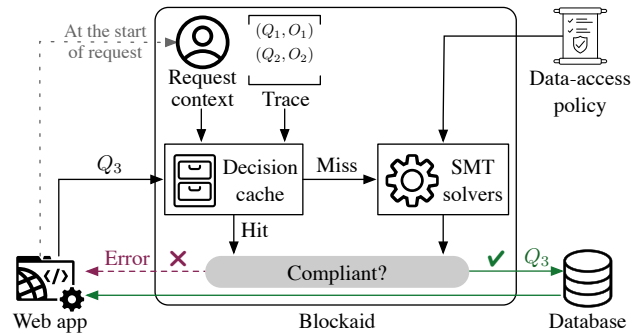 At the start
of request
(Q₁, O₁)
(Q₂, O₂)
Request
context
Trace
Data-access
policy
Q₃
Decision
cache
Miss
SMT
solvers
Hit
Error
Compliant?
Q₃
</>
Web app
Blockaid
Database